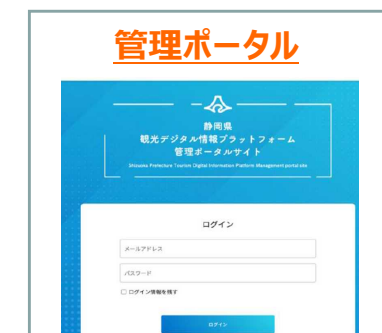 管理ポータル
静岡県
観光デジタル情報プラットフォーム
管理ポータルサイト
Shizuoka Prefecture Tourism Digital Information Platform Management portal site
ログイン
メールアドレス
パスワード
ログイン情報を残す
ログイン